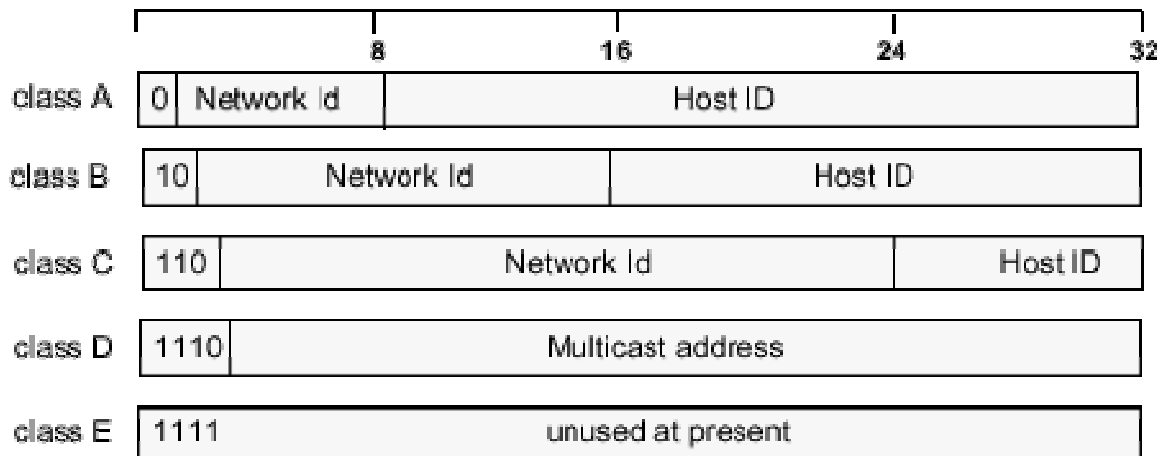 8 16 24 32
class A 0 Network Id Host ID
class B 10 Network Id Host ID
class C 110 Network Id Host ID
class D 1110 Multicast address
class E 1111 unused at present